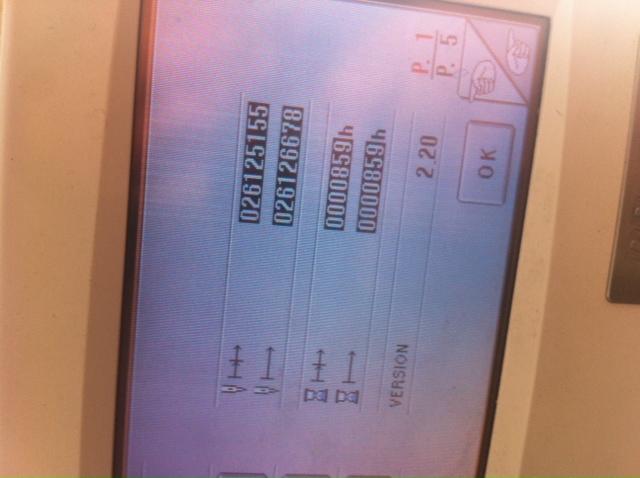 026125155
026126678
0000859h
0000859h
VERSION 2.20
OK
P. 1
P. 5